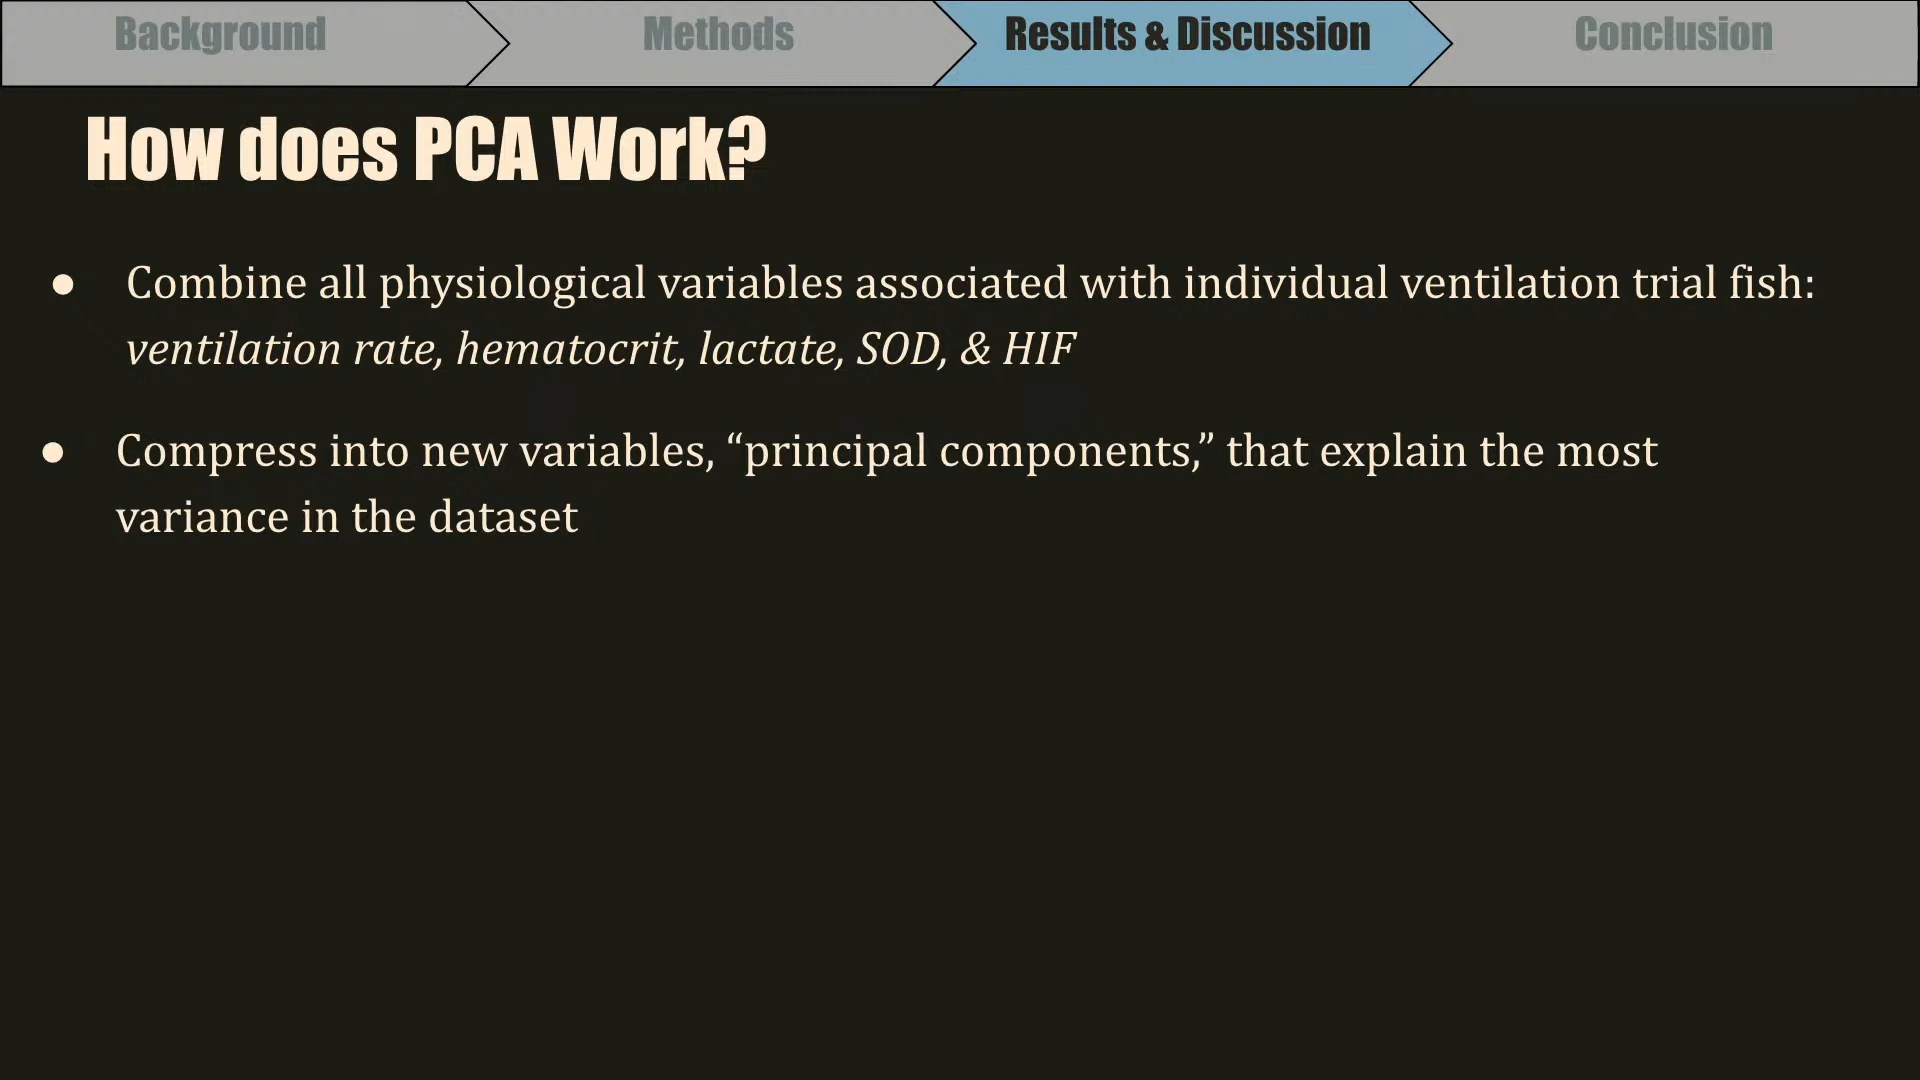 Background
Methods
Results & Discussion
Conclusion
How does PCA Work?
● Combine all physiological variables associated with individual ventilation trial fish:
ventilation rate, hematocrit, lactate, SOD, & HIF
● Compress into new variables, “principal components,” that explain the most
variance in the dataset